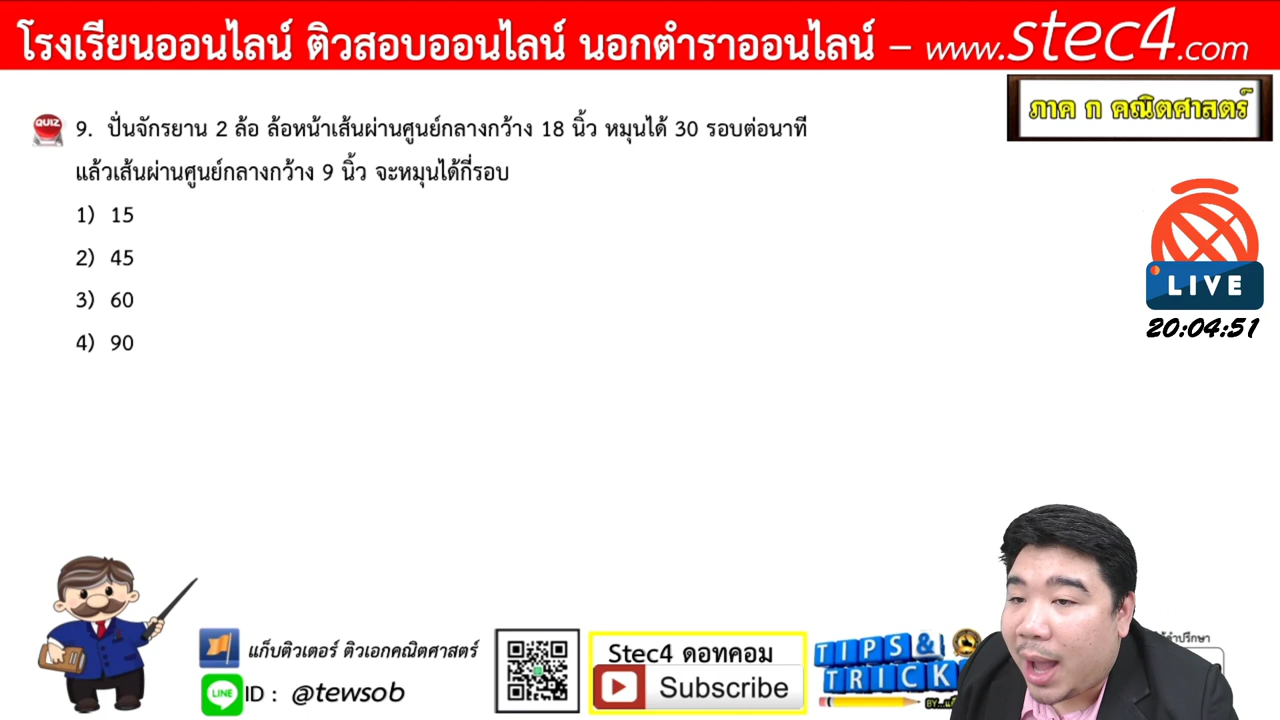 โรงเรียนออนไลน์ ติวสอบออนไลน์ นอกตำราออนไลน์ – www.stec4.com
ภาค ก คณิตศาสตร์
QUIZ 9. ปั่นจักรยาน 2 ล้อ ล้อหน้าเส้นผ่านศูนย์กลางกว้าง 18 นิ้ว หมุนได้ 30 รอบต่อนาที
แล้วเส้นผ่านศูนย์กลางกว้าง 9 นิ้ว จะหมุนได้กี่รอบ
1) 15
2) 45
3) 60
4) 90
LIVE
20:04:51
แก็บติวเตอร์ ติวเอกคณิตศาสตร์
LINE ID : @tewsob
Stec4 ดอทคอม
Subscribe
TIPS &
TRICK